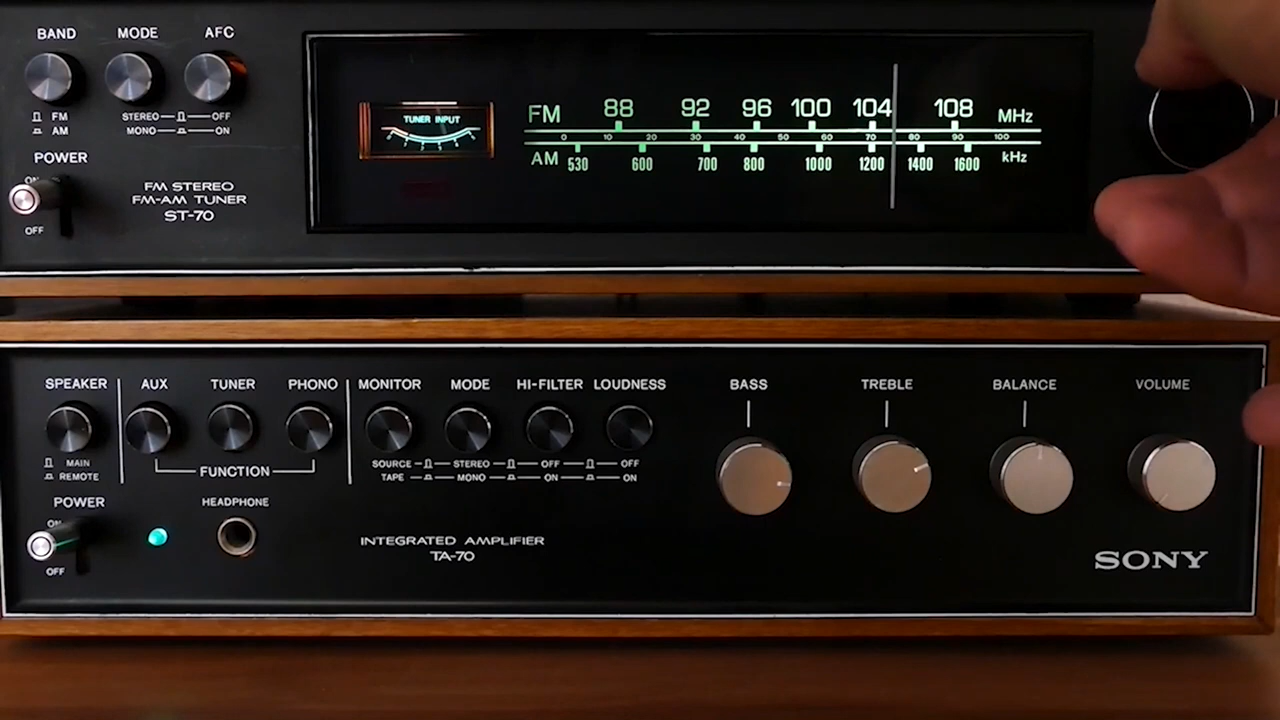 BAND MODE AFC
FM STEREO OFF
AM MONO ON
POWER
ON
OFF
FM STEREO
FM-AM TUNER
ST-70
TUNER INPUT
FM 88 92 96 100 104 108 MHz
0 10 20 30 40 50 60 70 80 90 100
AM 530 600 700 800 1000 1200 1400 1600 kHz
SPEAKER AUX TUNER PHONO MONITOR MODE HI-FILTER LOUDNESS BASS TREBLE BALANCE VOLUME
MAIN
REMOTE
FUNCTION
SOURCE STEREO OFF OFF
TAPE MONO ON ON
POWER
ON
OFF
HEADPHONE
INTEGRATED AMPLIFIER
TA-70
SONY